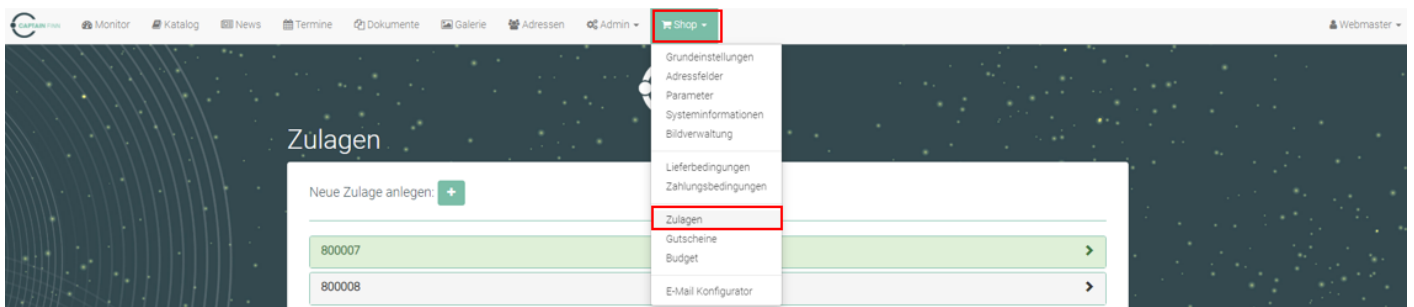 CAPTAIN FINN
Monitor
Katalog
News
Termine
Dokumente
Galerie
Adressen
Admin
Shop
Webmaster
Grundeinstellungen
Adressfelder
Parameter
Systeminformationen
Bildverwaltung
Lieferbedingungen
Zahlungsbedingungen
Zulagen
Gutscheine
Budget
E-Mail Konfigurator
Zulagen
Neue Zulage anlegen: +
800007
800008